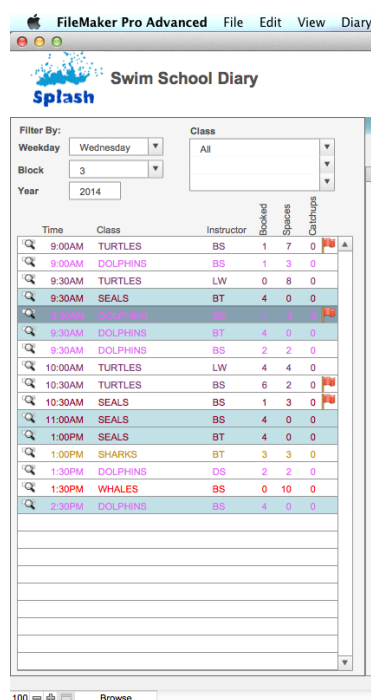 FileMaker Pro Advanced File Edit View Diary
Splash
Swim School Diary
Filter By:
Class
Weekday Wednesday
All
Block 3
Year 2014
Time Class Instructor Booked Spaces Catchups
9:00AM TURTLES BS 1 7 0
9:00AM DOLPHINS BS 1 3 0
9:30AM TURTLES LW 0 8 0
9:30AM SEALS BT 4 0 0
DOLPHINS
9:30AM DOLPHINS BT 4 0 0
9:30AM DOLPHINS BS 2 2 0
10:00AM TURTLES LW 4 4 0
10:30AM TURTLES BS 6 2 0
10:30AM SEALS BS 1 3 0
11:00AM SEALS BS 4 0 0
1:00PM SEALS BT 4 0 0
1:00PM SHARKS BT 3 3 0
1:30PM DOLPHINS DS 2 2 0
1:30PM WHALES BS 0 10 0
2:30PM DOLPHINS BS 4 0 0
100 Browse